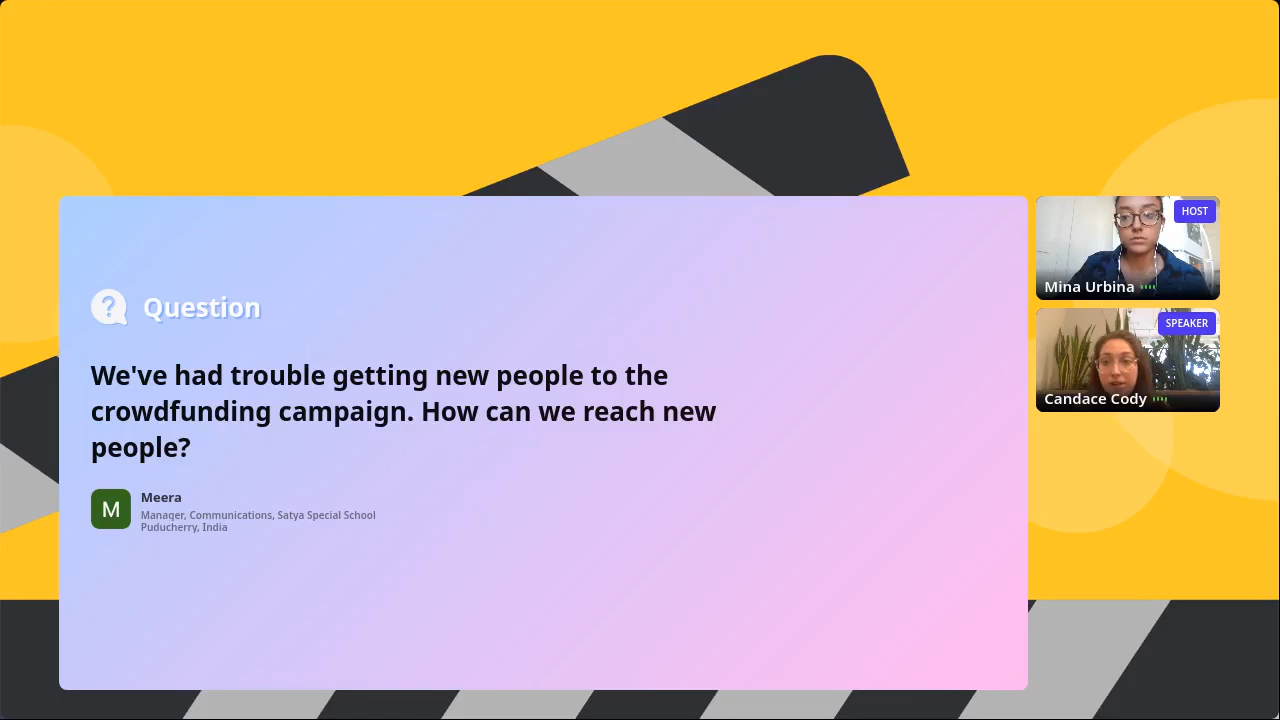 Question
We've had trouble getting new people to the
crowdfunding campaign. How can we reach new
people?
M
Meera
Manager, Communications, Satya Special School
Puducherry, India
HOST
Mina Urbina
SPEAKER
Candace Cody